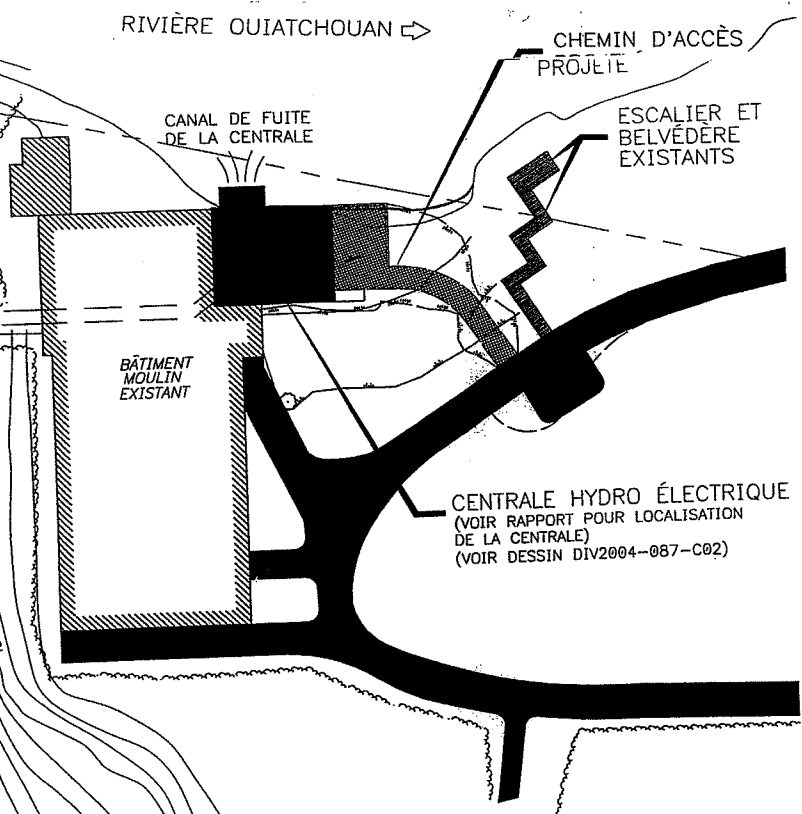 RIVIÈRE OUIATCHOUAN
CHEMIN D'ACCÈS
PROJETÉ
CANAL DE FUITE
DE LA CENTRALE
ESCALIER ET
BELVÉDÈRE
EXISTANTS
BÂTIMENT
MOULIN
EXISTANT
CENTRALE HYDRO ÉLECTRIQUE
(VOIR RAPPORT POUR LOCALISATION
DE LA CENTRALE)
(VOIR DESSIN DIV2004-087-C02)